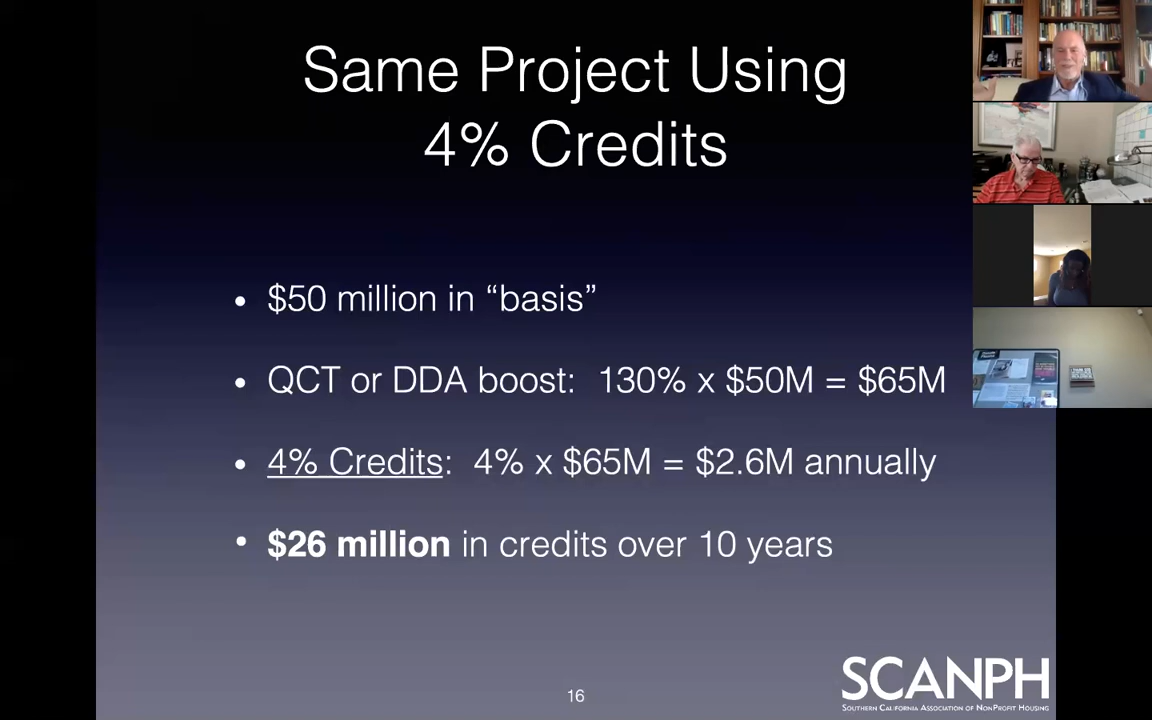 Same Project Using
4% Credits
• $50 million in “basis”
• QCT or DDA boost:  130% x $50M = $65M
• 4% Credits:  4% x $65M = $2.6M annually
• $26 million in credits over 10 years
16
SCANPH
Southern California Association of NonProfit Housing